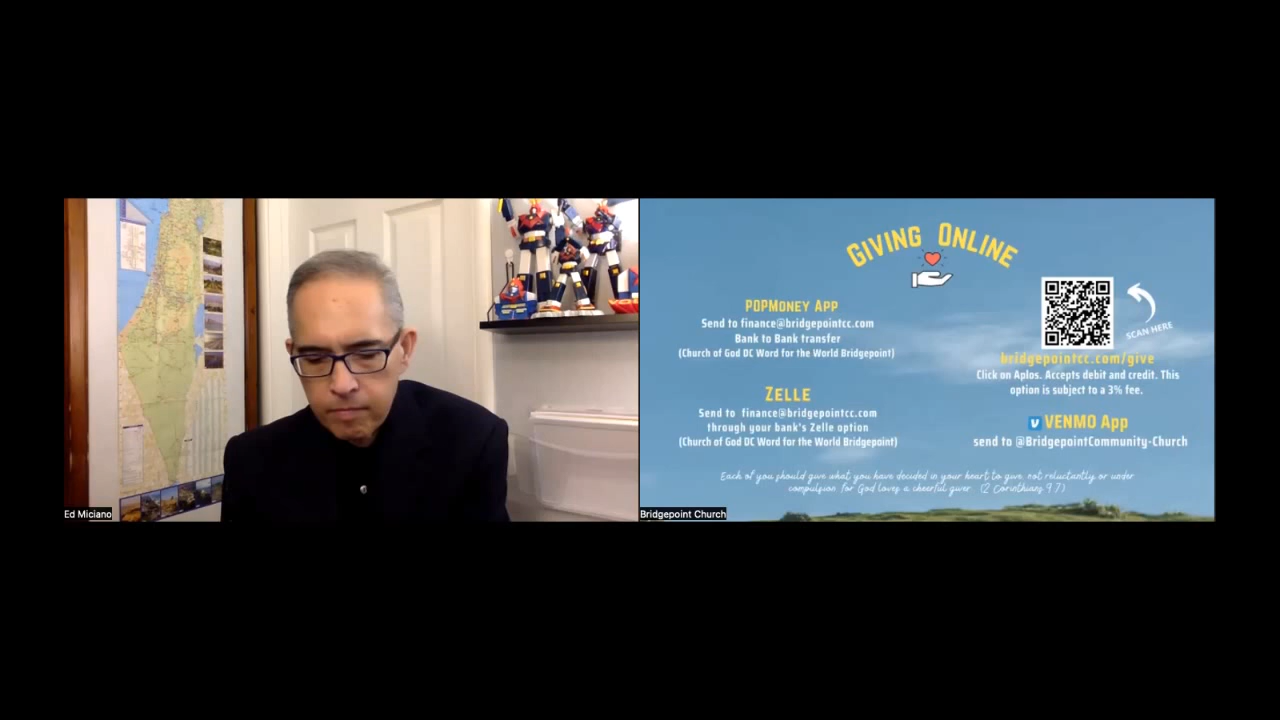 Ed Miciano
GIVING ONLINE
POPMONEY APP
Send to finance@bridgepointcc.com
Bank to Bank transfer
(Church of God DC Word for the World Bridgepoint)
ZELLE
Send to finance@bridgepointcc.com
through your bank's Zelle option
(Church of God DC Word for the World Bridgepoint)
SCAN HERE
bridgepointcc.com/give
Click on Aplos. Accepts debit and credit. This
option is subject to a 3% fee.
VENMO App
send to @BridgepointCommunity-Church
Each of you should give what you have decided in your heart to give, not reluctantly or under
compulsion, for God loves a cheerful giver. (2 Corinthians 9:7)
Bridgepoint Church